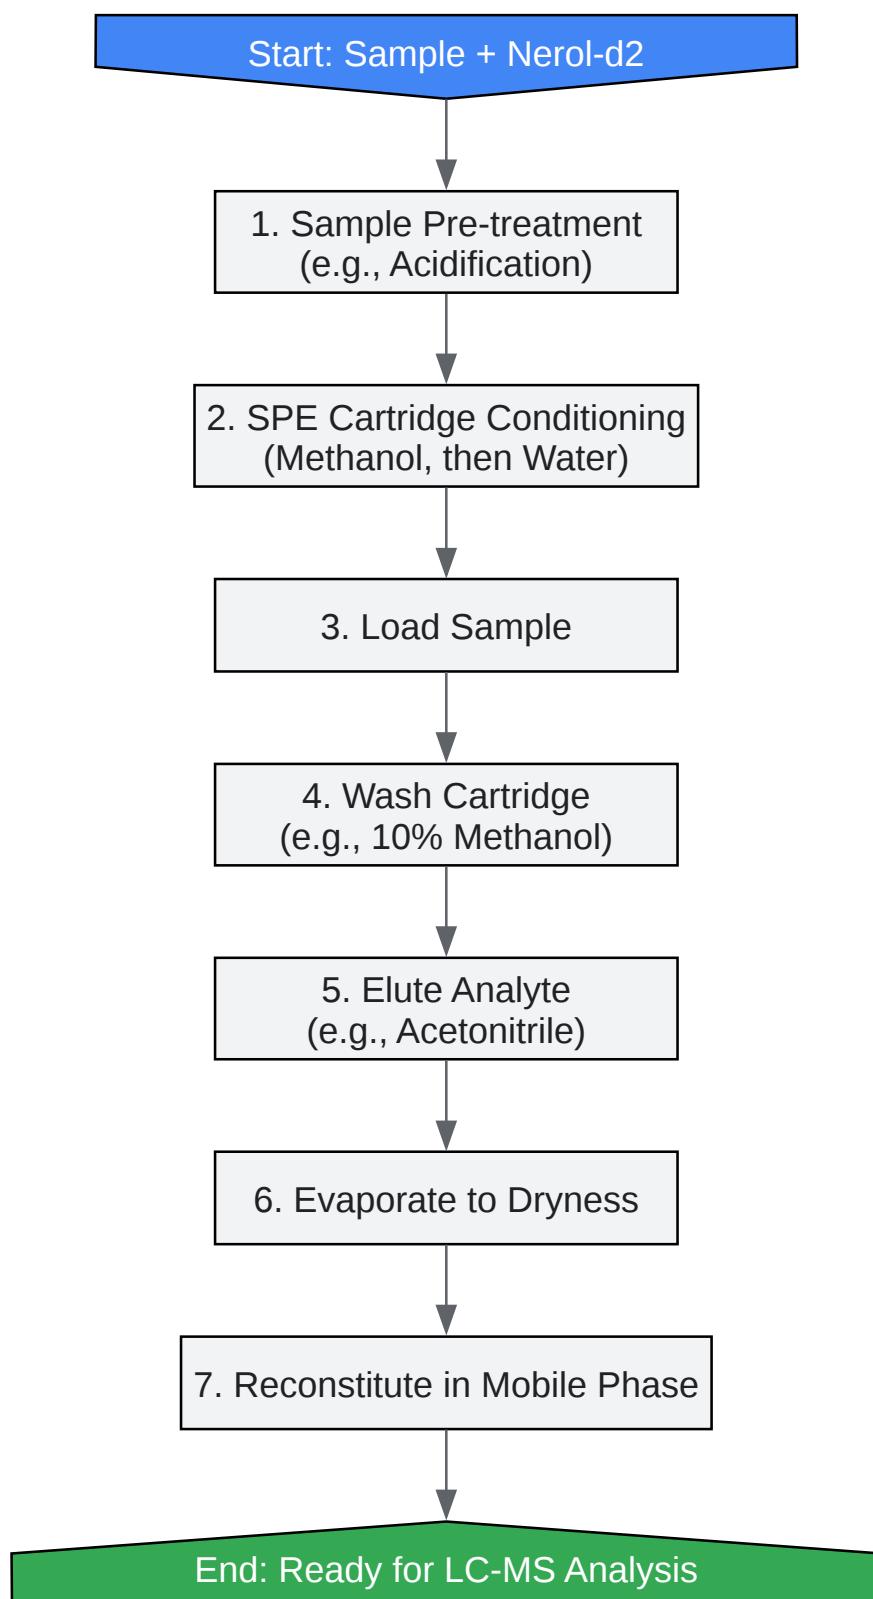 Start: Sample + Nerol-d2
1. Sample Pre-treatment
(e.g., Acidification)
2. SPE Cartridge Conditioning
(Methanol, then Water)
3. Load Sample
4. Wash Cartridge
(e.g., 10% Methanol)
5. Elute Analyte
(e.g., Acetonitrile)
6. Evaporate to Dryness
7. Reconstitute in Mobile Phase
End: Ready for LC-MS Analysis